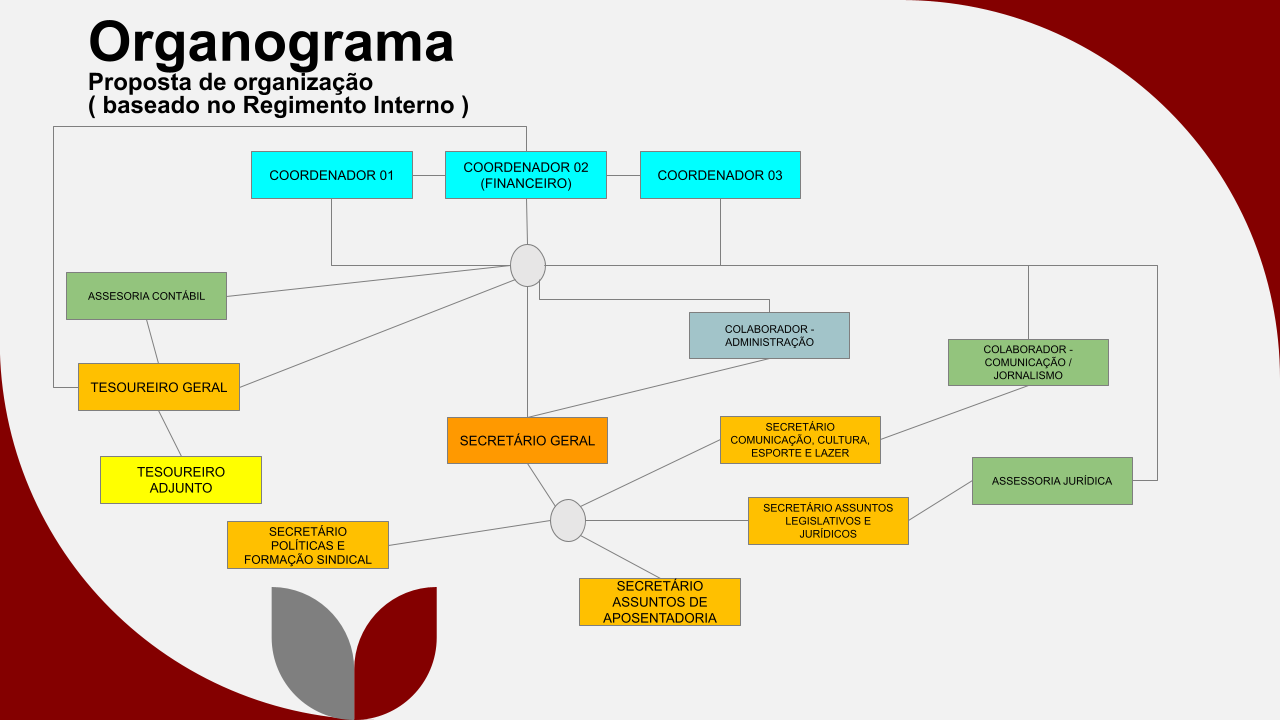 Organograma
Proposta de organização
( baseado no Regimento Interno )
COORDENADOR 01
COORDENADOR 02
(FINANCEIRO)
COORDENADOR 03
ASSESORIA CONTÁBIL
COLABORADOR -
ADMINISTRAÇÃO
COLABORADOR -
COMUNICAÇÃO /
JORNALISMO
TESOUREIRO GERAL
SECRETÁRIO GERAL
SECRETÁRIO
COMUNICAÇÃO, CULTURA,
ESPORTE E LAZER
TESOUREIRO
ADJUNTO
ASSESSORIA JURÍDICA
SECRETÁRIO ASSUNTOS
LEGISLATIVOS E
JURÍDICOS
SECRETÁRIO
POLÍTICAS E
FORMAÇÃO SINDICAL
SECRETÁRIO
ASSUNTOS DE
APOSENTADORIA